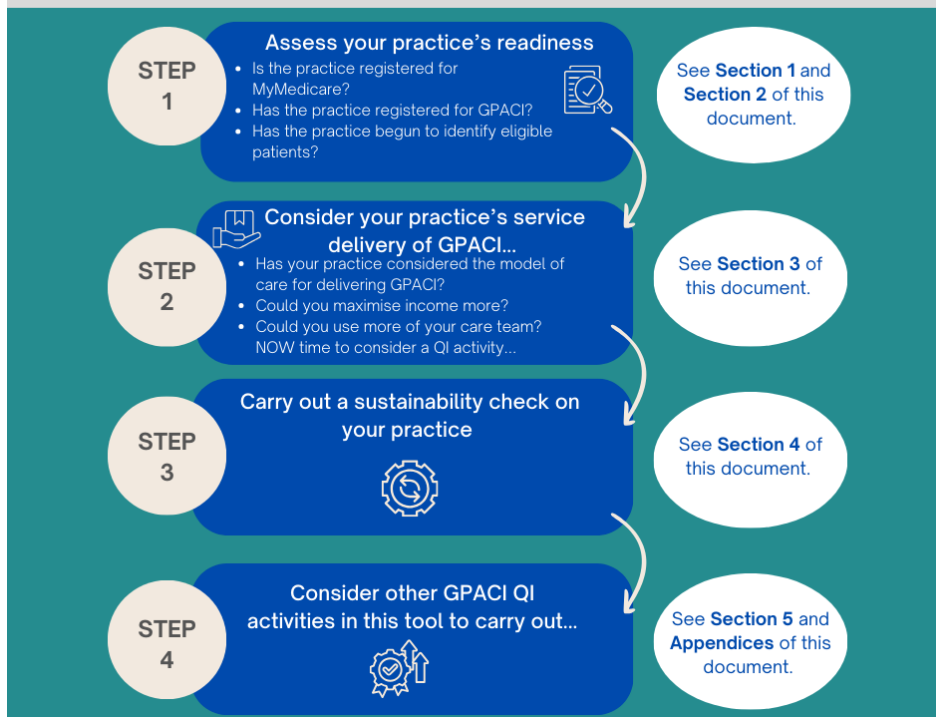 STEP
1
Assess your practice's readiness
• Is the practice registered for
MyMedicare?
• Has the practice registered for GPACI?
• Has the practice begun to identify eligible
patients?
See Section 1 and
Section 2 of this
document.
STEP
2
Consider your practice's service
delivery of GPACI...
• Has your practice considered the model of
care for delivering GPACI?
• Could you maximise income more?
• Could you use more of your care team?
NOW time to consider a QI activity...
See Section 3 of
this document.
STEP
3
Carry out a sustainability check on
your practice
See Section 4 of
this document.
STEP
4
Consider other GPACI QI
activities in this tool to carry out...
See Section 5 and
Appendices of this
document.